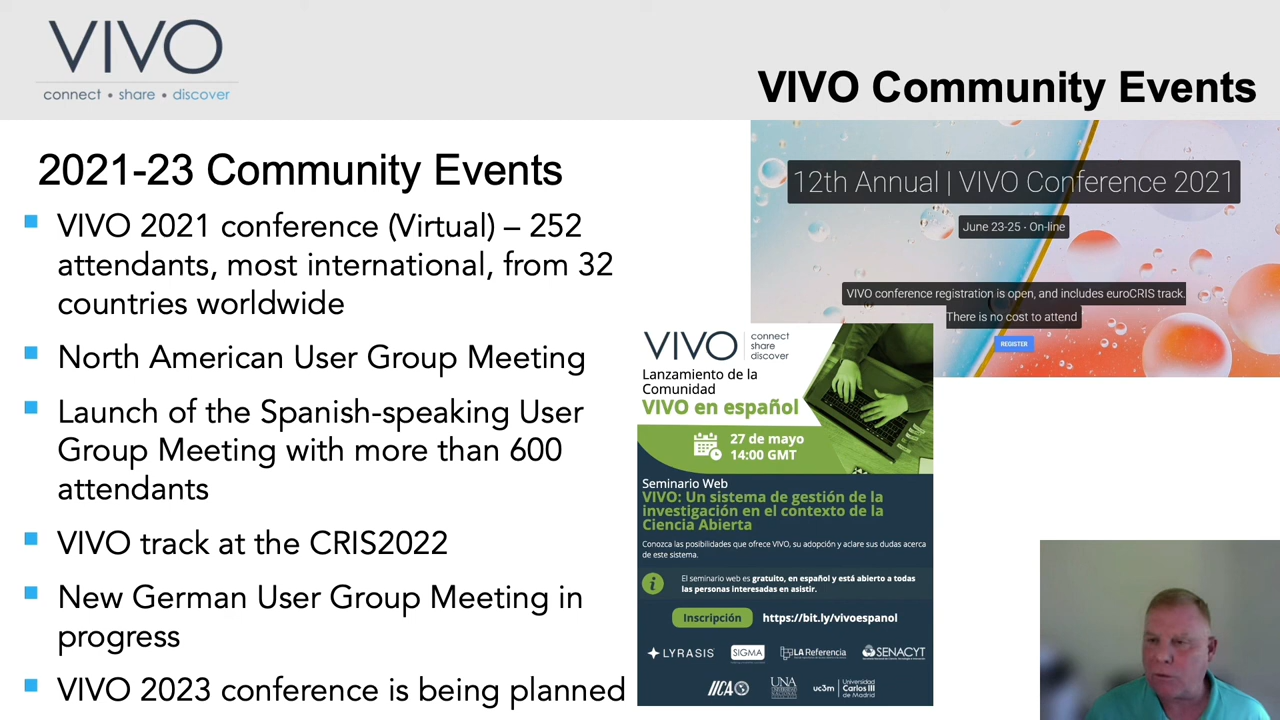 VIVO
connect • share • discover
VIVO Community Events
2021-23 Community Events
VIVO 2021 conference (Virtual) – 252
attendants, most international, from 32
countries worldwide
North American User Group Meeting
Launch of the Spanish-speaking User
Group Meeting with more than 600
attendants
VIVO track at the CRIS2022
New German User Group Meeting in
progress
VIVO 2023 conference is being planned
12th Annual | VIVO Conference 2021
June 23-25 · On-line
VIVO conference registration is open, and includes euroCRIS track.
There is no cost to attend
REGISTER
VIVO
connect
share
discover
Lanzamiento de la
Comunidad
VIVO en español
27 de mayo
14:00 GMT
Seminario Web
VIVO: Un sistema de gestión de la
investigación en el contexto de la
Ciencia Abierta
Conozca las posibilidades que ofrece VIVO, su adopción y aclare sus dudas acerca
de este sistema.
El seminario web es gratuito, en español y está abierto a todas
las personas interesadas en asistir.
Inscripción
https://bit.ly/vivoespanol
LYRASIS
SIGMA
LA Referencia
SENACYT
IICA
UNA
uc3m
Universidad
Carlos III
de Madrid